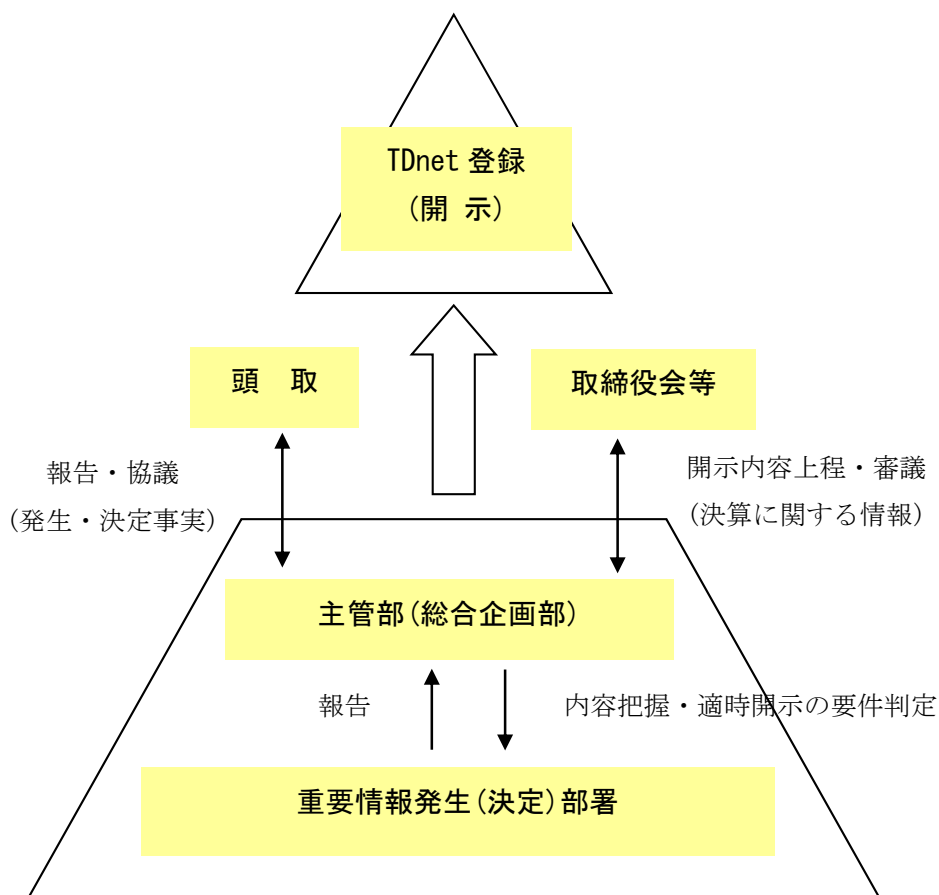 TDnet 登録
(開 示)
頭 取
取締役会等
報告・協議
(発生・決定事実)
開示内容上程・審議
(決算に関する情報)
主管部(総合企画部)
報告
内容把握・適時開示の要件判定
重要情報発生(決定)部署